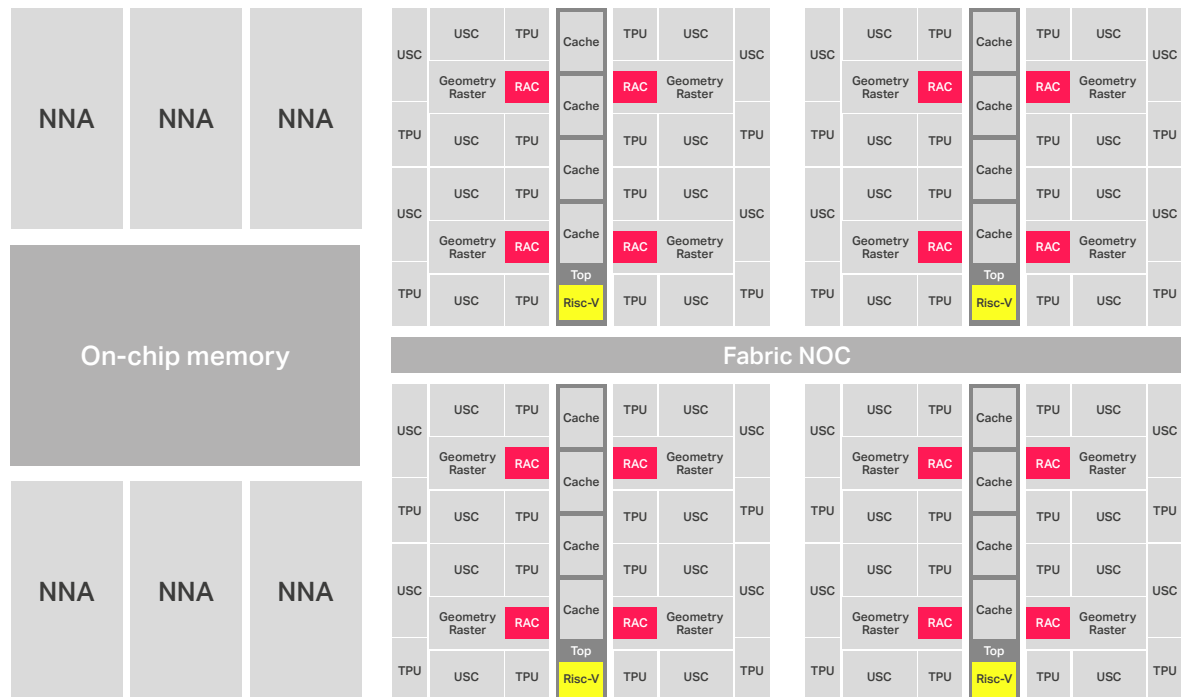 NNA NNA NNA
On-chip memory
NNA NNA NNA
USC TPU Cache TPU USC
USC USC
Geometry Raster RAC RAC Geometry Raster
Cache
TPU USC TPU TPU USC TPU
Cache
USC TPU TPU USC
USC USC
Geometry Raster RAC Cache RAC Geometry Raster
Top
TPU USC TPU Risc-V TPU USC TPU
USC TPU Cache TPU USC
USC USC
Geometry Raster RAC RAC Geometry Raster
Cache
TPU USC TPU TPU USC TPU
Cache
USC TPU TPU USC
USC USC
Geometry Raster RAC Cache RAC Geometry Raster
Top
TPU USC TPU Risc-V TPU USC TPU
Fabric NOC
USC TPU Cache TPU USC
USC USC
Geometry Raster RAC RAC Geometry Raster
Cache
TPU USC TPU TPU USC TPU
Cache
USC TPU TPU USC
USC USC
Geometry Raster RAC Cache RAC Geometry Raster
Top
TPU USC TPU Risc-V TPU USC TPU
USC TPU Cache TPU USC
USC USC
Geometry Raster RAC RAC Geometry Raster
Cache
TPU USC TPU TPU USC TPU
Cache
USC TPU TPU USC
USC USC
Geometry Raster RAC Cache RAC Geometry Raster
Top
TPU USC TPU Risc-V TPU USC TPU